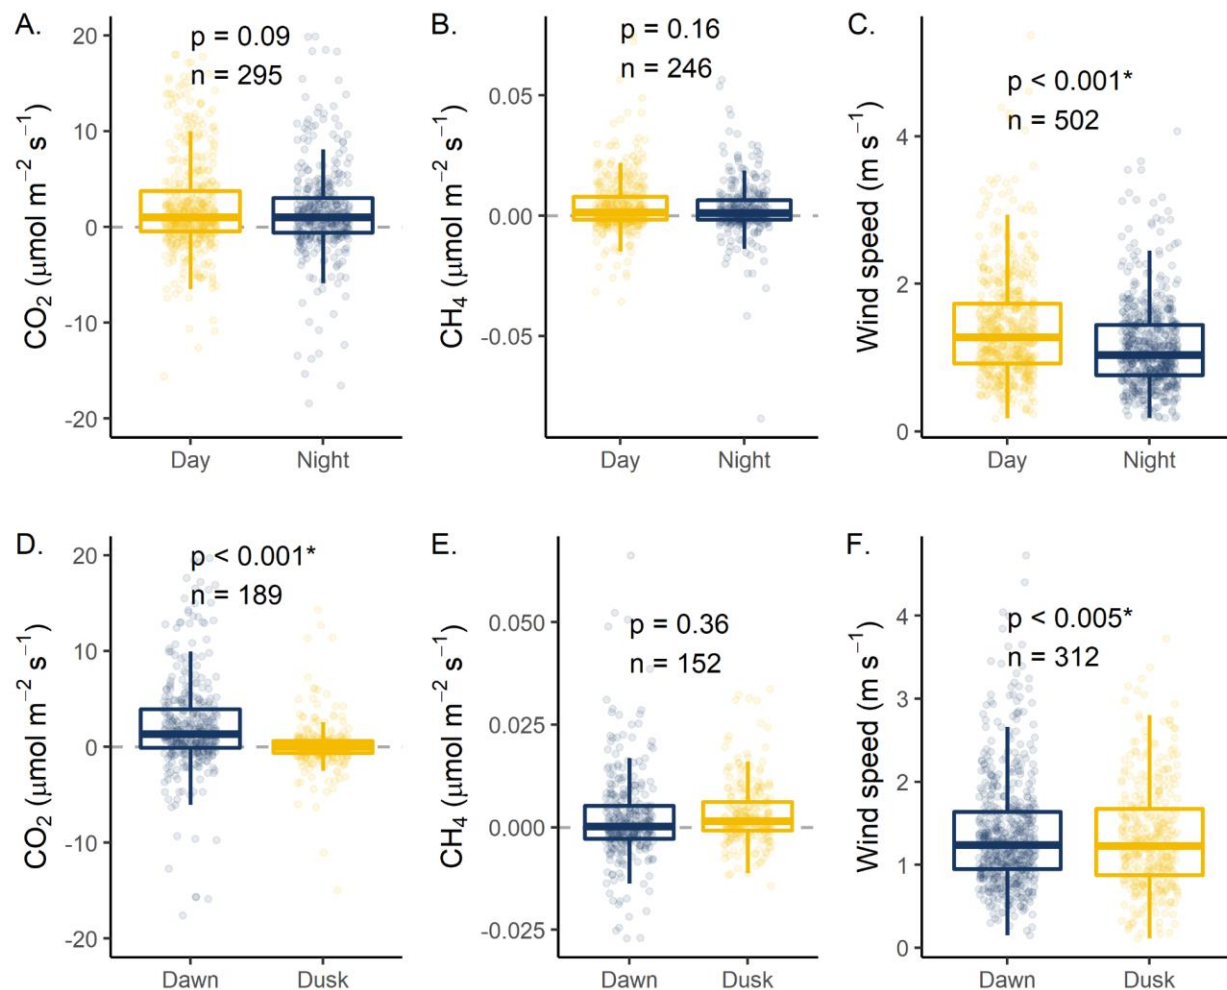 A.
CO₂ (μmol m⁻² s⁻¹)
20
10
0
-10
-20
p = 0.09
n = 295
Day
Night
B.
CH₄ (μmol m⁻² s⁻¹)
0.05
0.00
-0.05
p = 0.16
n = 246
Day
Night
C.
Wind speed (m s⁻¹)
4
2
0
p < 0.001*
n = 502
Day
Night
D.
CO₂ (μmol m⁻² s⁻¹)
20
10
0
-10
-20
p < 0.001*
n = 189
Dawn
Dusk
E.
CH₄ (μmol m⁻² s⁻¹)
0.050
0.025
0.000
-0.025
p = 0.36
n = 152
Dawn
Dusk
F.
Wind speed (m s⁻¹)
4
3
2
1
0
p < 0.005*
n = 312
Dawn
Dusk